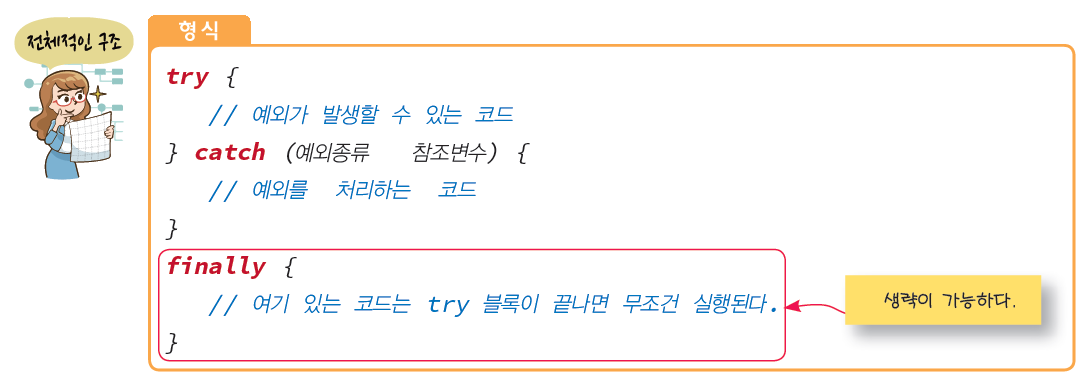 전체적인 구조
형식
try {
// 예외가 발생할 수 있는 코드
} catch (예외종류 참조변수) {
// 예외를 처리하는 코드
}
finally {
// 여기 있는 코드는 try 블록이 끝나면 무조건 실행된다.
}
생략이 가능하다.